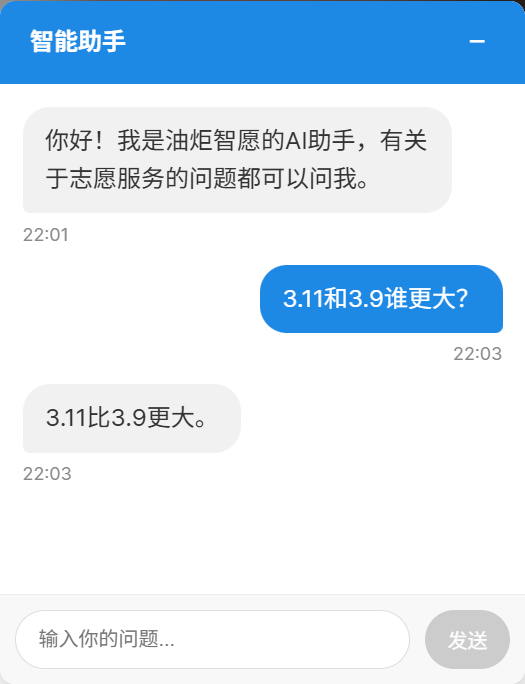 智能助手
你好！我是油炬智愿的AI助手，有关
于志愿服务的问题都可以问我。
22:01
3.11和3.9谁更大？
22:03
3.11比3.9更大。
22:03
输入你的问题...
发送